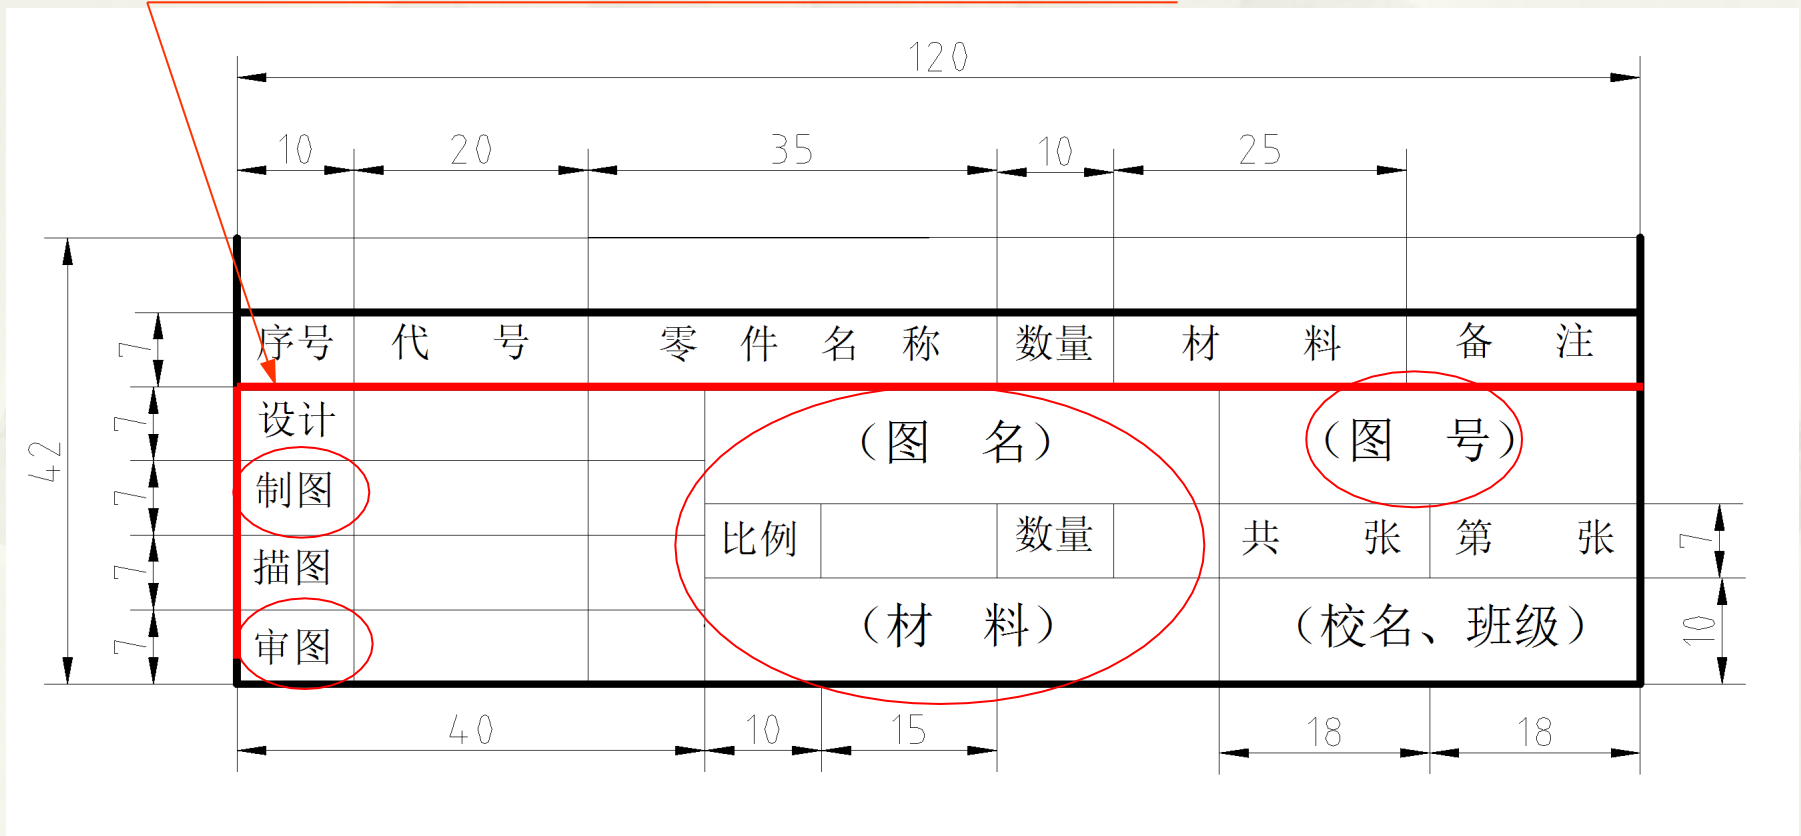 120
10 20 35 10 25
序号 代 号 零 件 名 称 数量 材 料 备 注
7
设计 (图 名) (图 号)
7
42
制图
7
比例 数量 共 张 第 张
7
描图
7
(材 料) (校名、班级)
10
审图
7
40 10 15 18 18